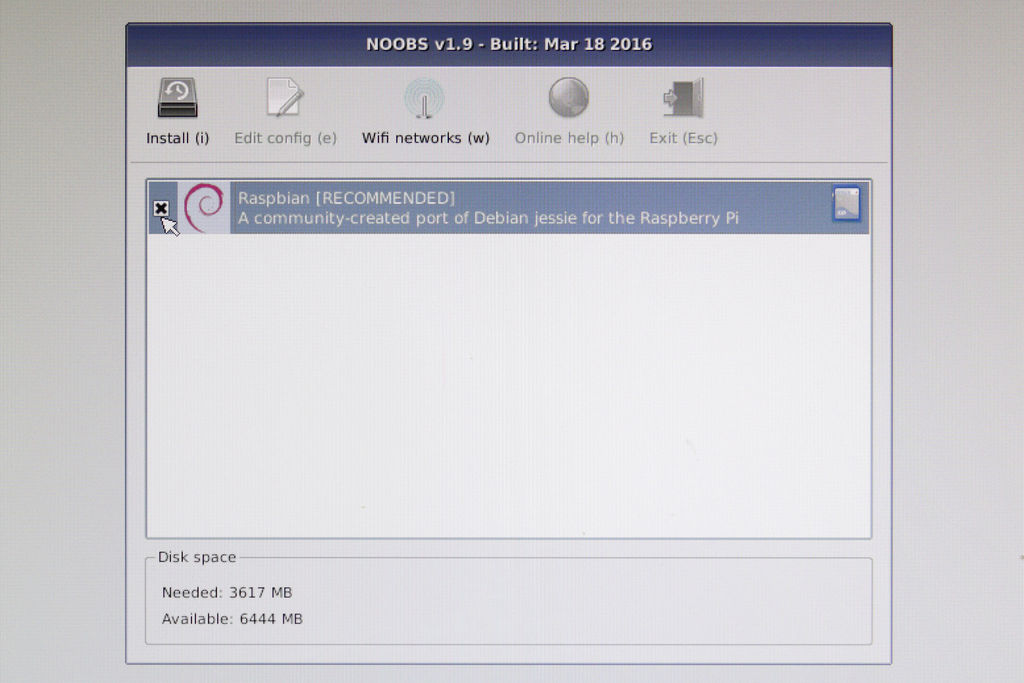 NOOBS v1.9 - Built: Mar 18 2016
Install (i) Edit config (e) Wifi networks (w) Online help (h) Exit (Esc)
Raspbian [RECOMMENDED]
A community-created port of Debian jessie for the Raspberry Pi
Disk space
Needed: 3617 MB
Available: 6444 MB